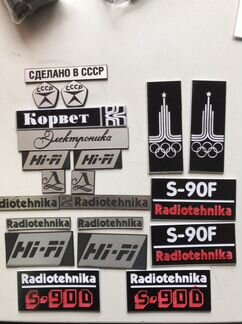 СДЕЛАНО В СССР
СССР СССР
Корвет
Электроника
Hi-Fi Hi-Fi
Radiotehnika Radiotehnika
S-90F
Radiotehnika
S-90F
Radiotehnika
Radiotehnika Radiotehnika
Hi-Fi Hi-Fi
Radiotehnika
S-90D
Radiotehnika
S-90D